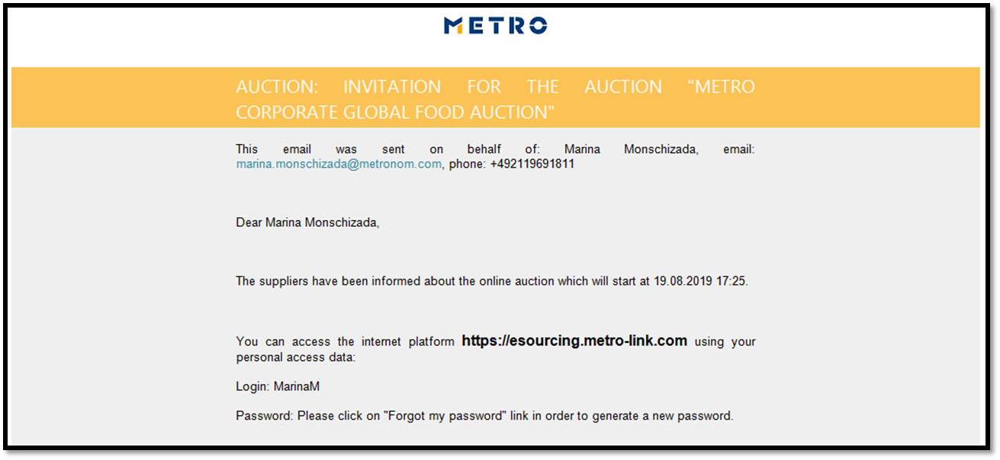 METRO
AUCTION: INVITATION FOR THE AUCTION "METRO
CORPORATE GLOBAL FOOD AUCTION"
This email was sent on behalf of: Marina Monschizada, email:
marina.monschizada@metronom.com, phone: +492119691811
Dear Marina Monschizada,
The suppliers have been informed about the online auction which will start at 19.08.2019 17:25.
You can access the internet platform https://esourcing.metro-link.com using your
personal access data:
Login: MarinaM
Password: Please click on "Forgot my password" link in order to generate a new password.